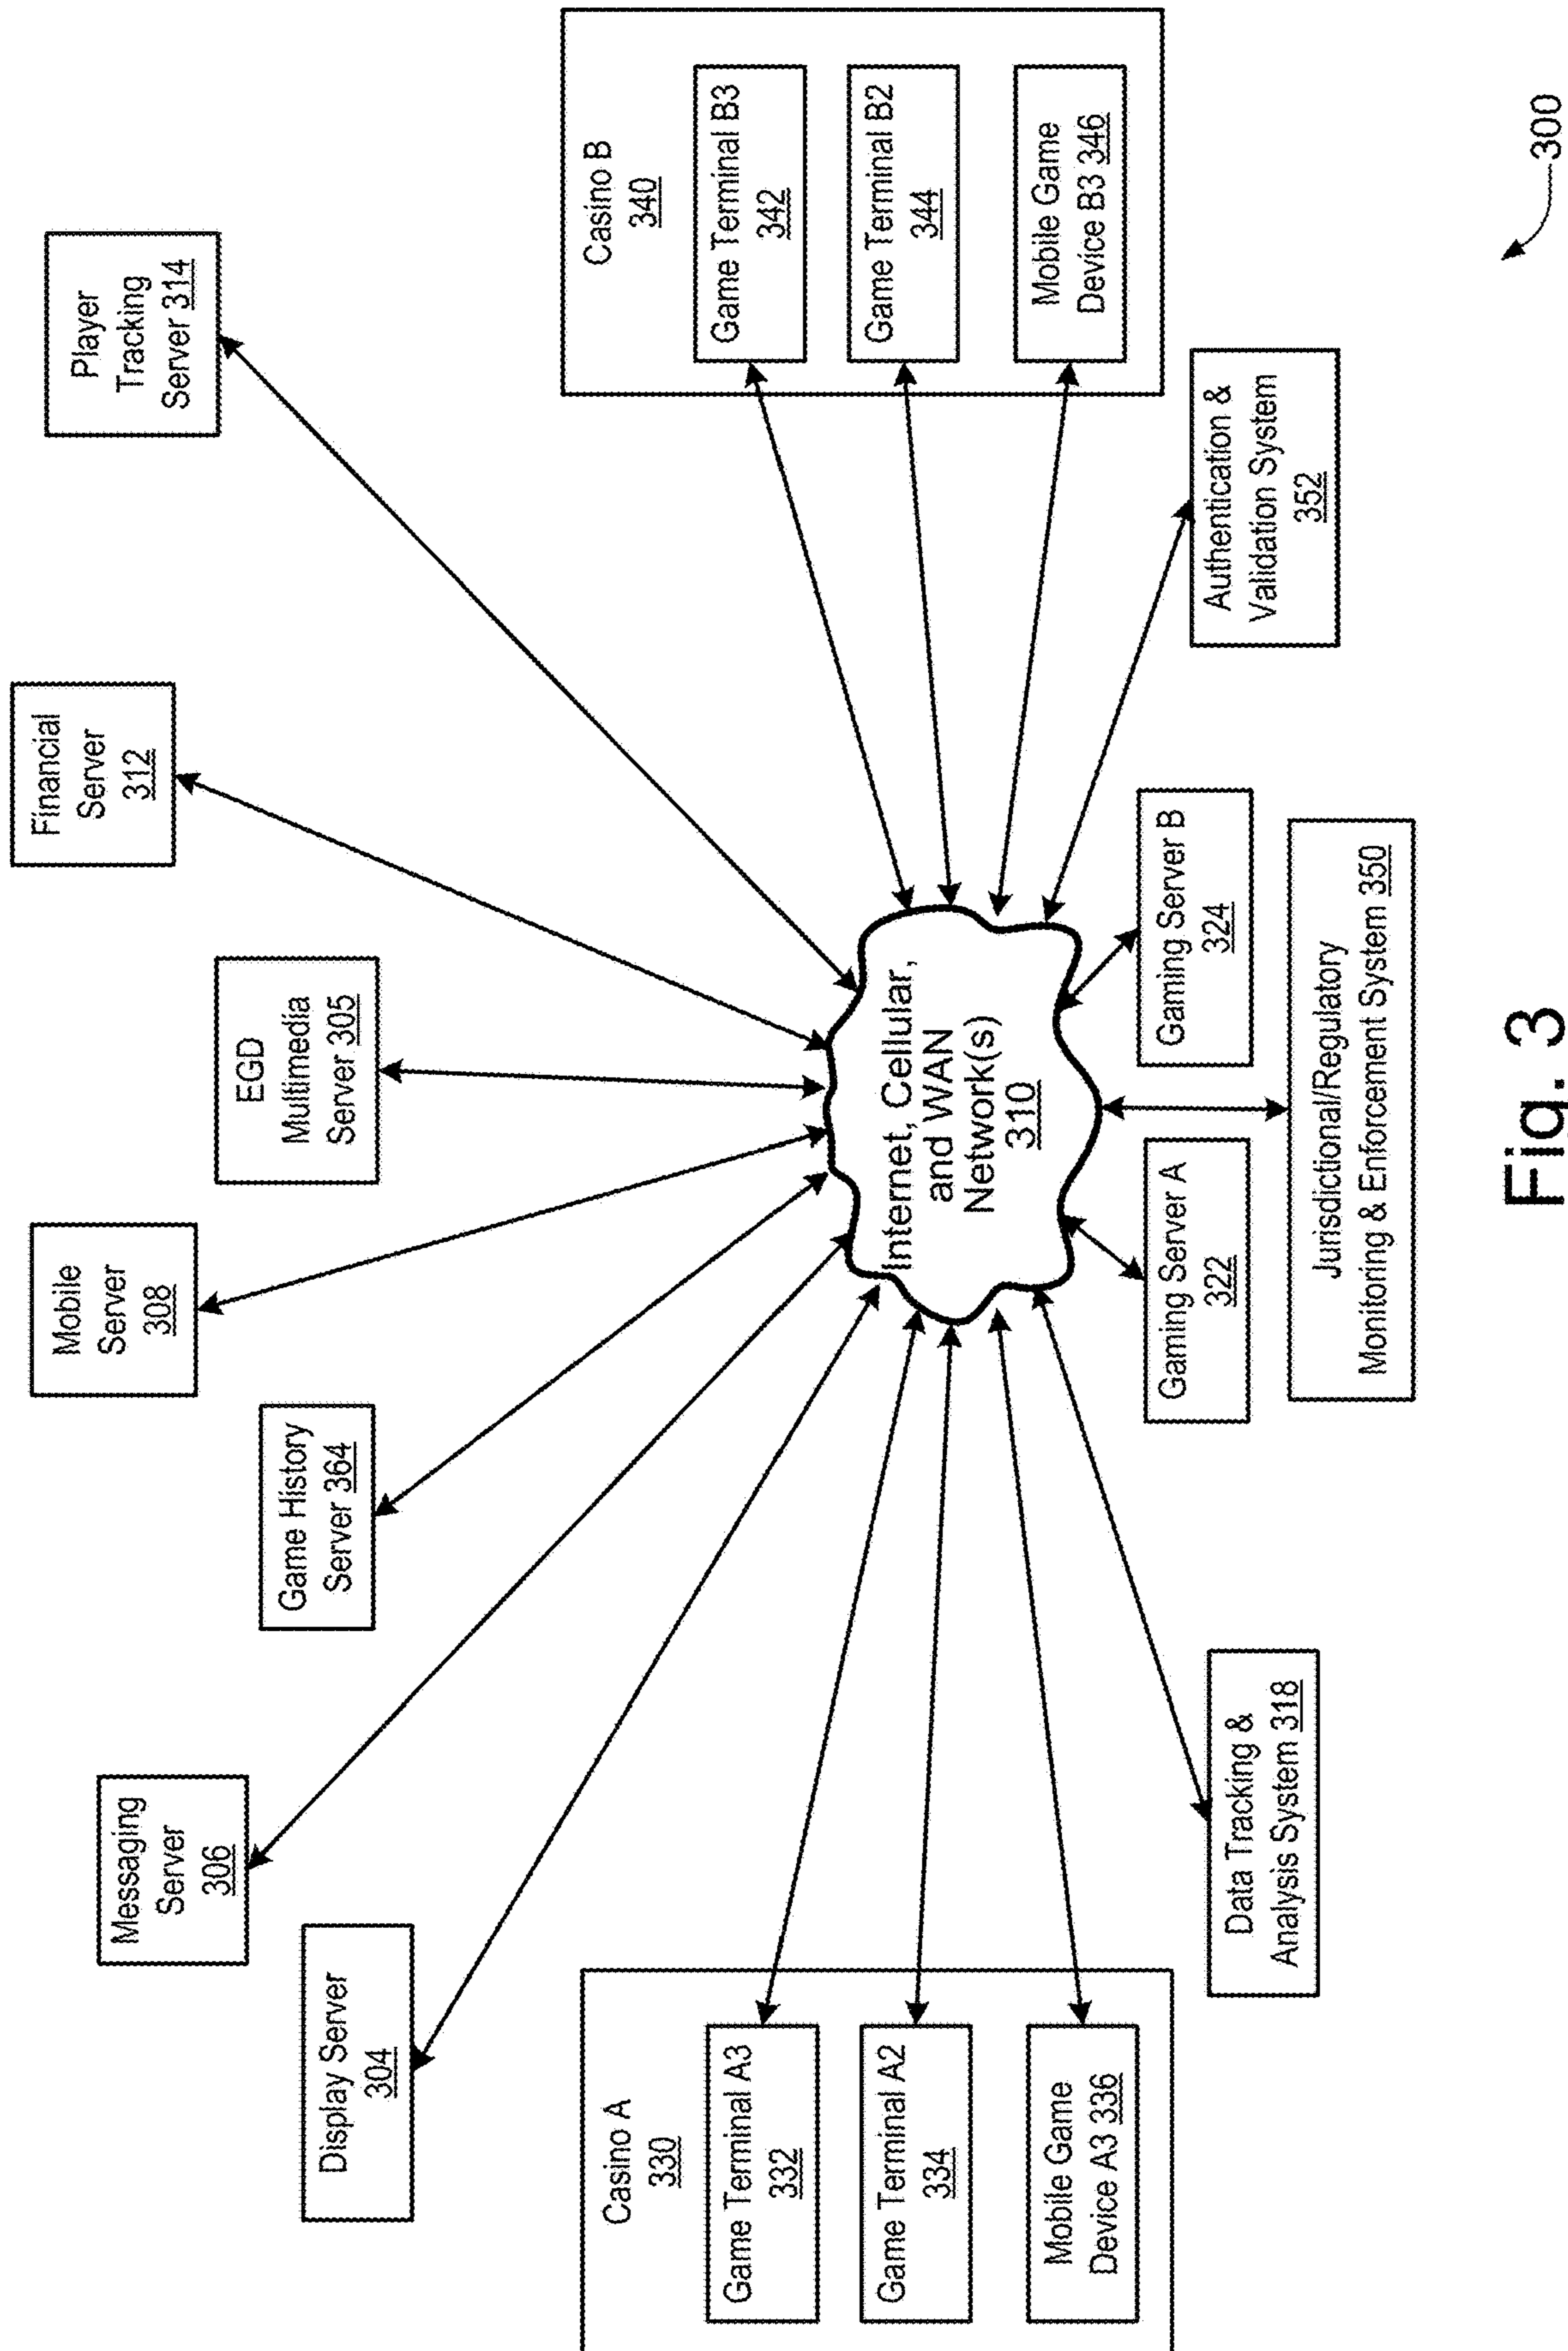 Messaging
Server
306
Display Server
304
Game History
Server 364
Mobile
Server
308
EGD
Multimedia
Server 305
Financial
Server
312
Player
Tracking
Server 314
Casino A
330
Game Terminal A3
332
Game Terminal A2
334
Mobile Game
Device A3 336
Internet, Cellular,
and WAN
Network(s)
310
Casino B
340
Game Terminal B3
342
Game Terminal B2
344
Mobile Game
Device B3 346
Data Tracking &
Analysis System 318
Gaming Server A
322
Gaming Server B
324
Authentication &
Validation System
352
Jurisdictional/Regulatory
Monitoring & Enforcement System 350
Fig. 3
300